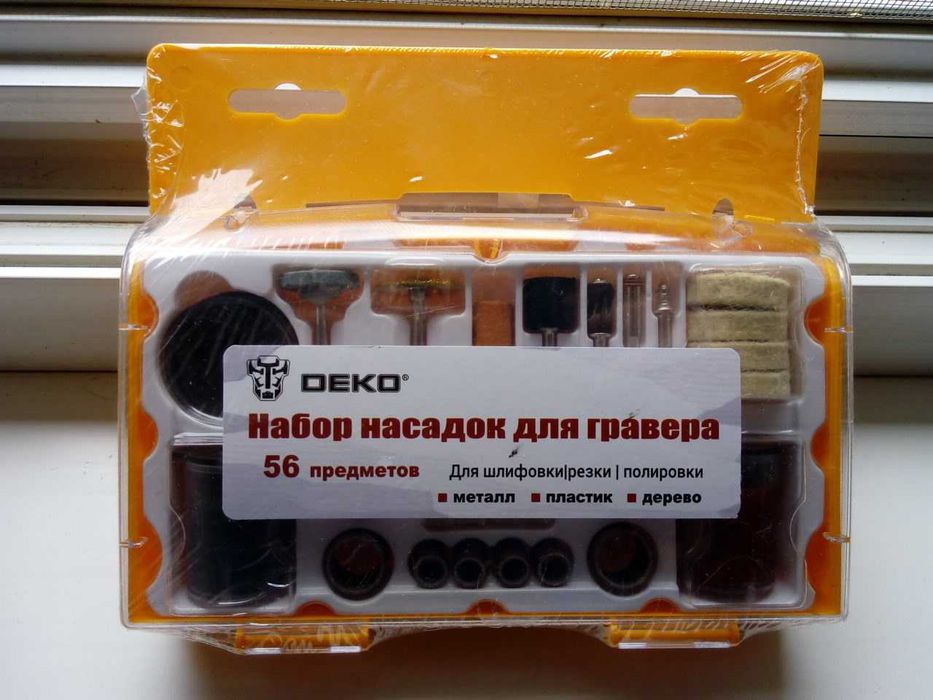 DEKO®
Набор насадок для гравера
56 предметов Для шлифовки|резки | полировки
металл пластик дерево